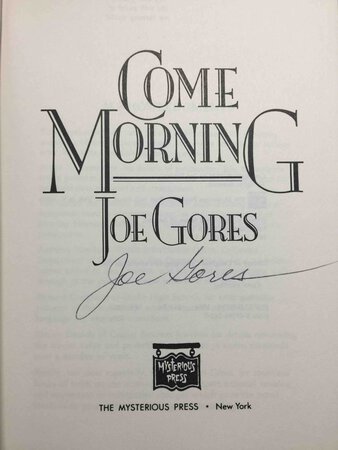 COME
MORNING
JOE GORES
Joe Gores
MYSTERIOUS
PRESS
THE MYSTERIOUS PRESS • New York